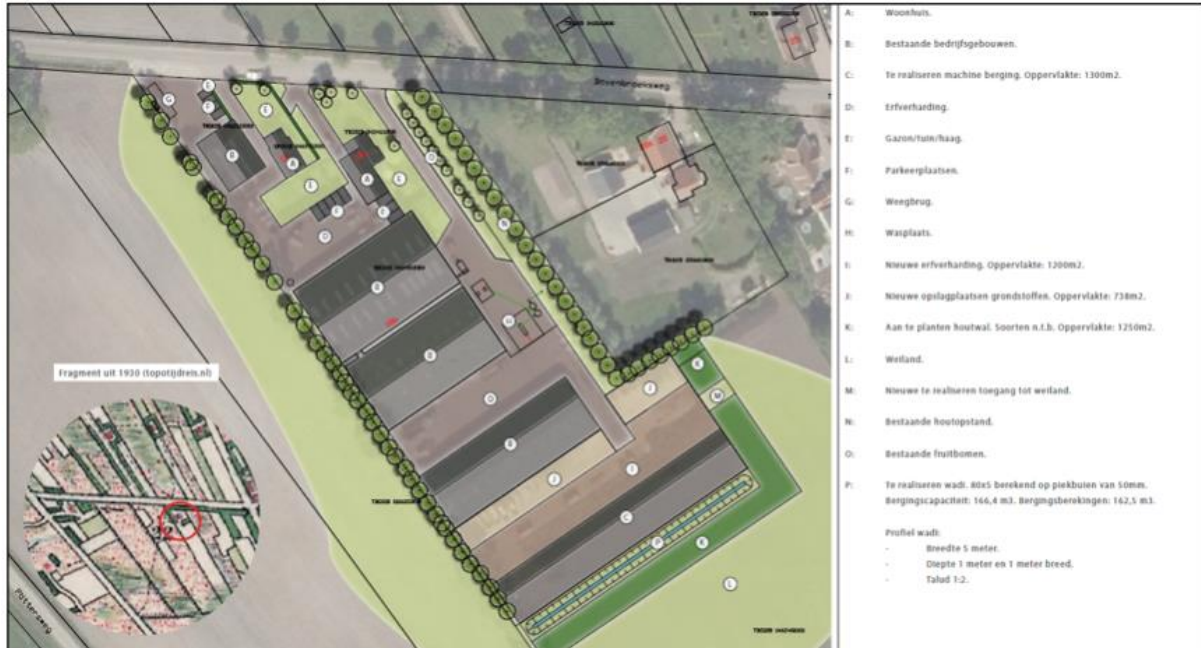 Bovenbroeksweg
Fragment uit 1930 (topotijdreis.nl)
Pottersweg
A: Woonhuis.
B: Bestaande bedrijfsgebouwen.
C: Te realiseren machine berging. Oppervlakte: 1300m2.
D: Erfverharding.
E: Gazon/tuin/haag.
F: Parkeerplaatsen.
G: Weegbrug.
H: Wasplaats.
I: Nieuwe erfverharding. Oppervlakte: 1200m2.
J: Nieuwe opslagplaatsen grondstoffen. Oppervlakte: 738m2.
K: Aan te planten houtwal. Soorten n.t.b. Oppervlakte: 1250m2.
L: Weiland.
M: Nieuwe te realiseren toegang tot weiland.
N: Bestaande houtopstand.
O: Bestaande fruitbomen.
P: Te realiseren wadi. 80x5 berekend op piekbuien van 50mm.
Bergingscapaciteit: 166,4 m3. Bergingsberekingen: 162,5 m3.
Profiel wadi:
- Breedte 5 meter.
- Diepte 1 meter en 1 meter breed.
- Talud 1:2.